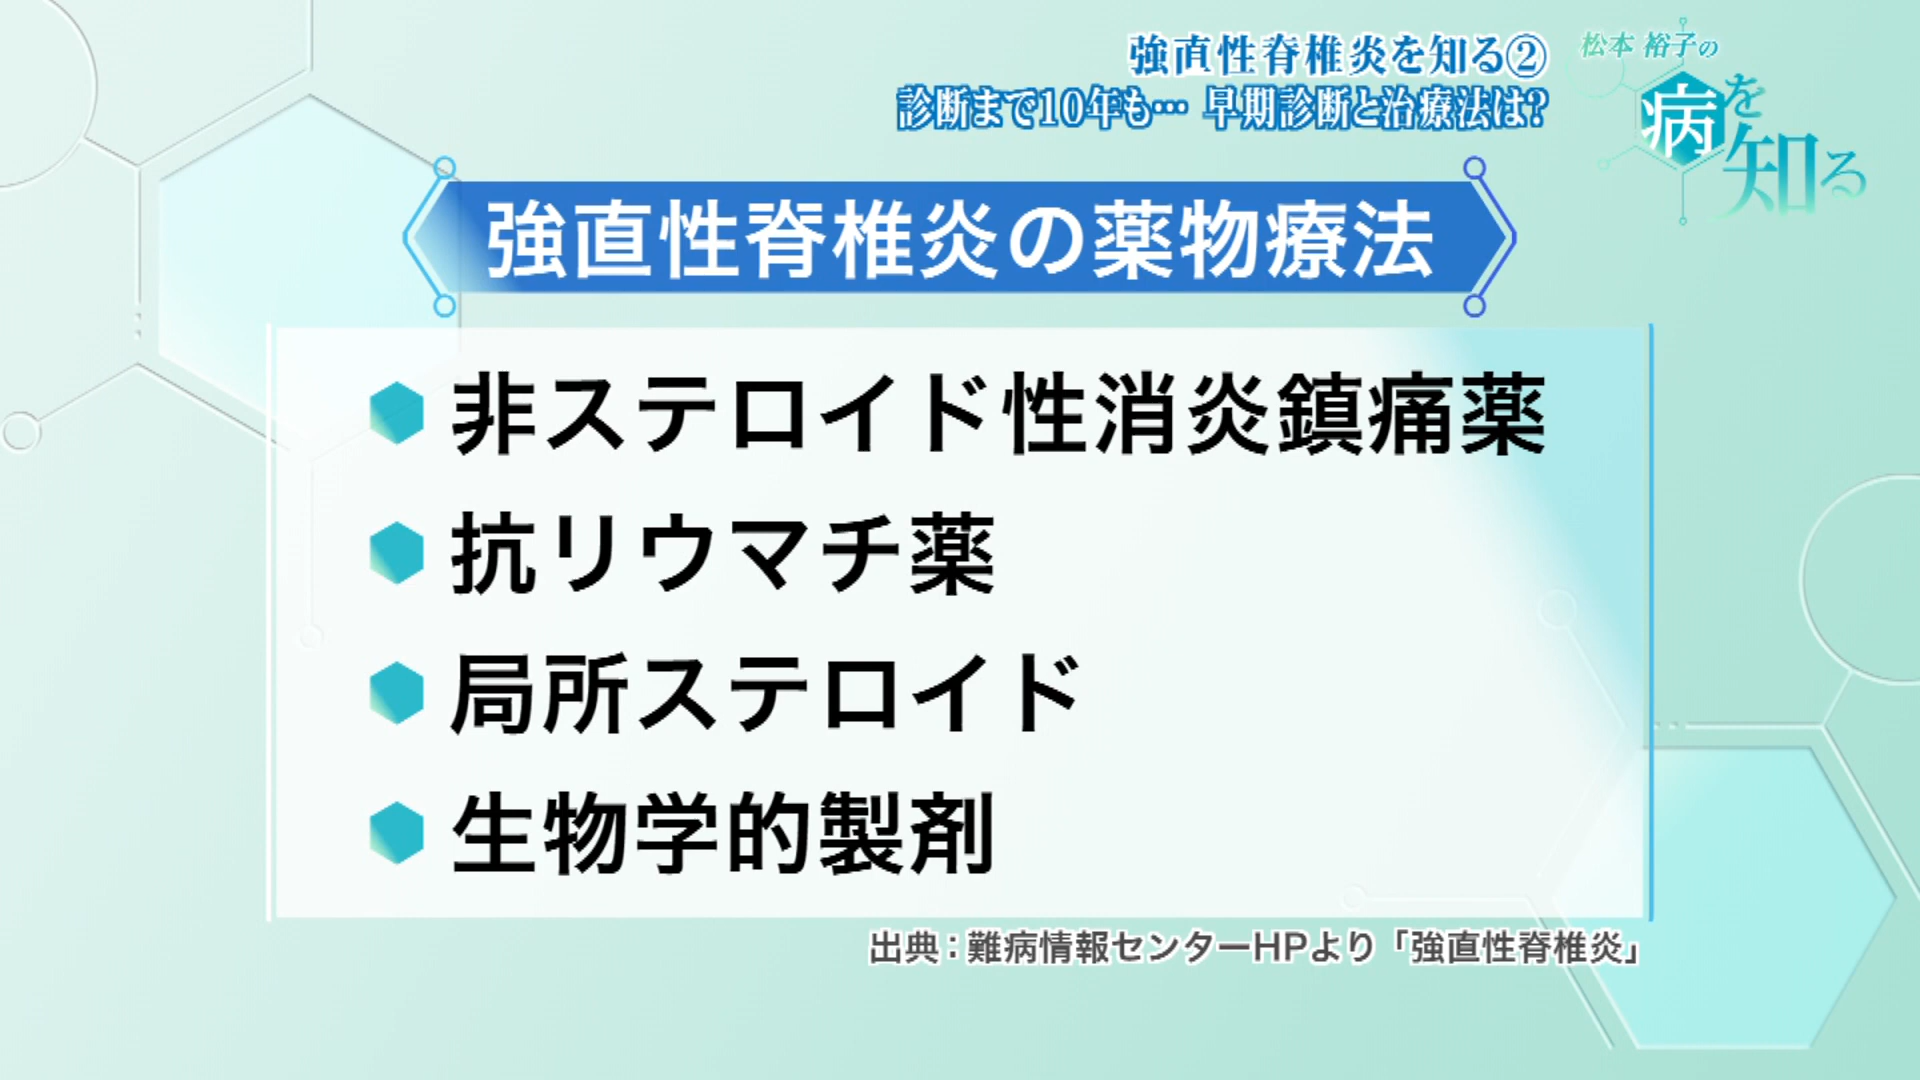 強直性脊椎炎を知る②
診断まで10年も… 早期診断と治療法は?
松本 裕子の
病を知る
強直性脊椎炎の薬物療法
非ステロイド性消炎鎮痛薬
抗リウマチ薬
局所ステロイド
生物学的製剤
出典:難病情報センターHPより「強直性脊椎炎」